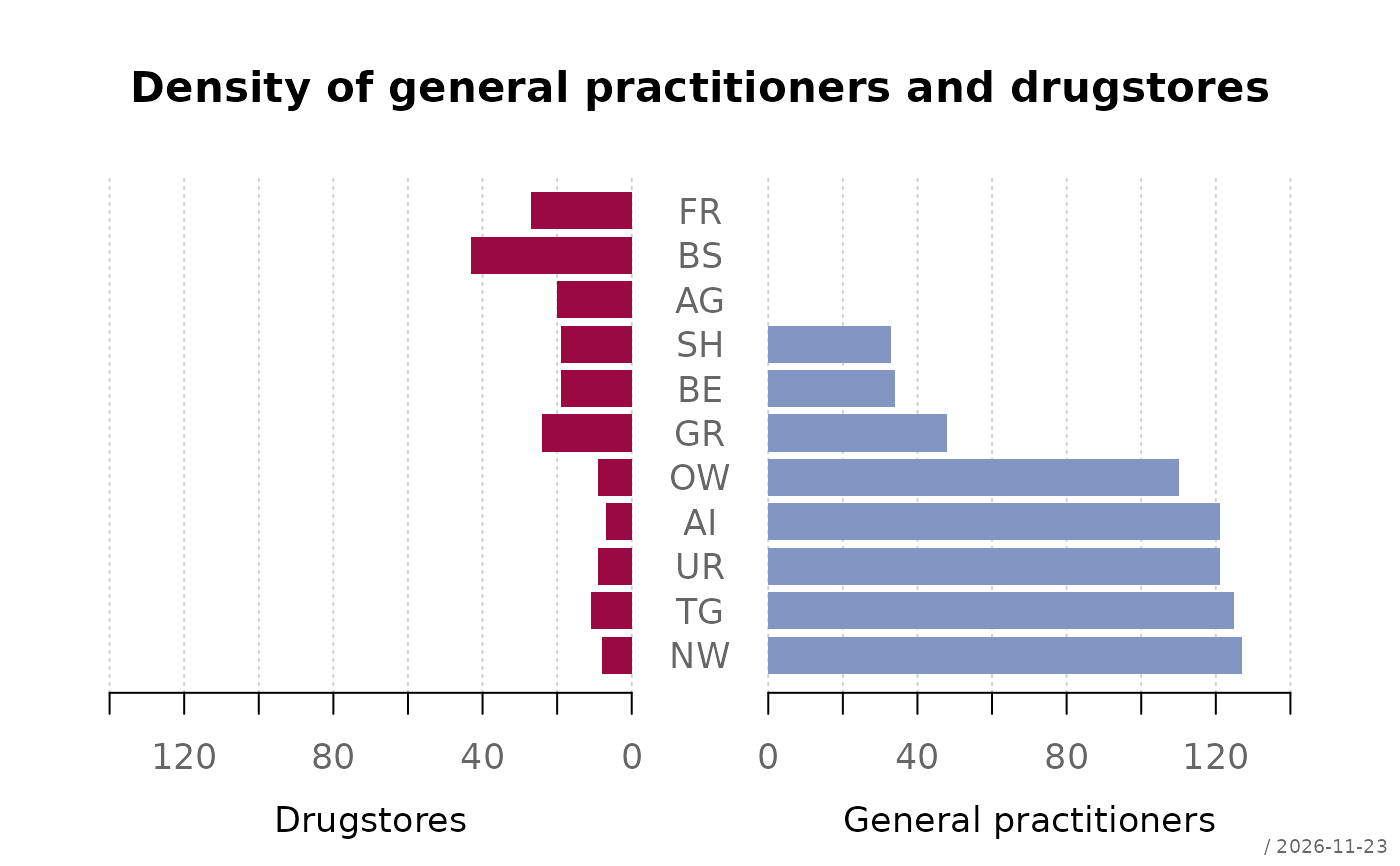 Density of general practitioners and drugstores
FR
BS
AG
SH
BE
GR
OW
AI
UR
TG
NW
120 80 40 0 0 40 80 120
Drugstores General practitioners
/ 2026-11-23